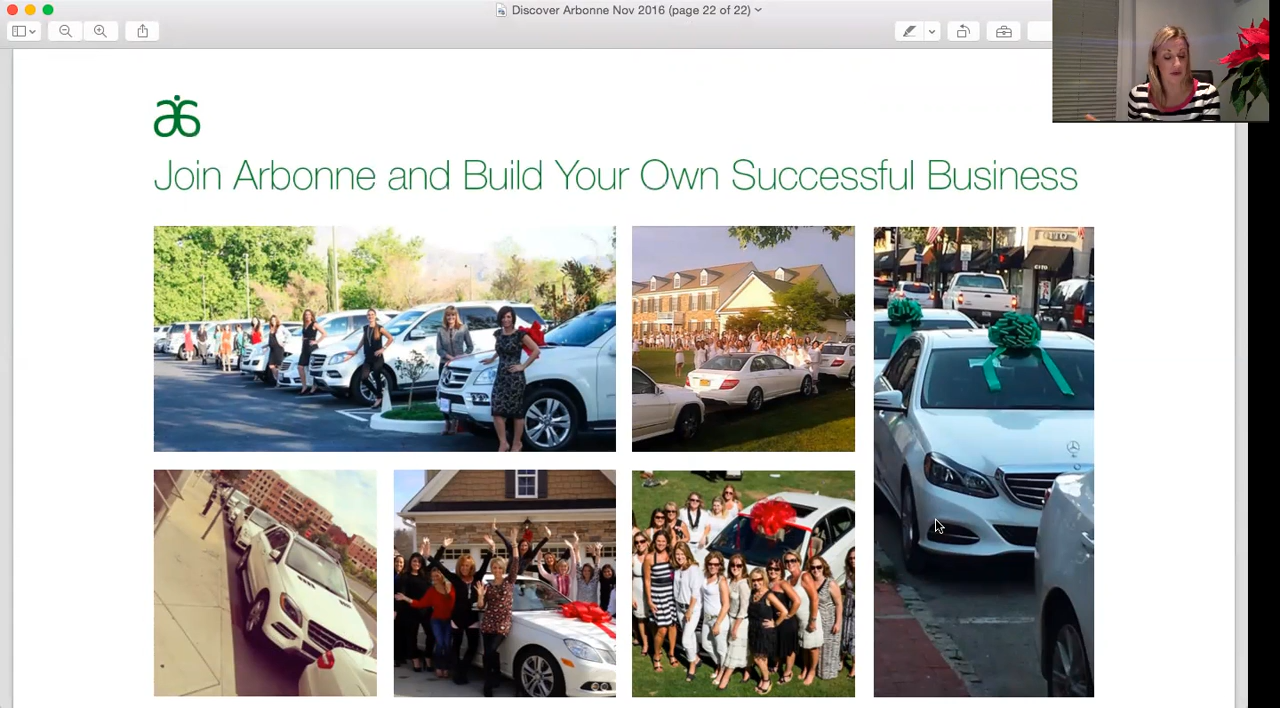 Discover Arbonne Nov 2016 (page 22 of 22)
Join Arbonne and Build Your Own Successful Business